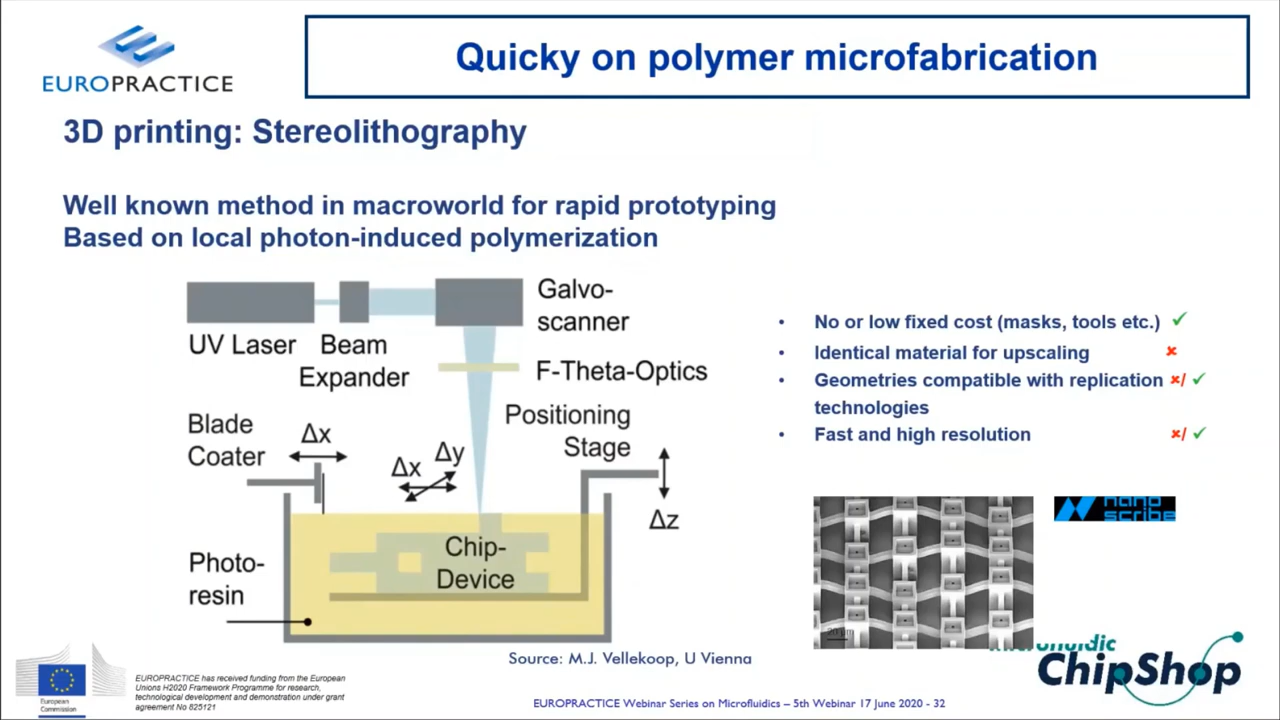 EUROPRACTICE
Quicky on polymer microfabrication
3D printing: Stereolithography
Well known method in macroworld for rapid prototyping
Based on local photon-induced polymerization
UV Laser
Beam
Expander
Galvo-
scanner
F-Theta-Optics
Positioning
Stage
Blade
Coater
Δx
Δx
Δy
Δz
Photo-
resin
Chip-
Device
• No or low fixed cost (masks, tools etc.) ✓
• Identical material for upscaling ✘
• Geometries compatible with replication ✘/ ✓
technologies
• Fast and high resolution ✘/ ✓
20 µm
nano
scribe
Source: M.J. Vellekoop, U Vienna
ChipShop
European
Commission
EUROPRACTICE has received funding from the European
Unions H2020 Framework Programme for research,
technological development and demonstration under grant
agreement No 825121
EUROPRACTICE Webinar Series on Microfluidics – 5th Webinar 17 June 2020 - 32